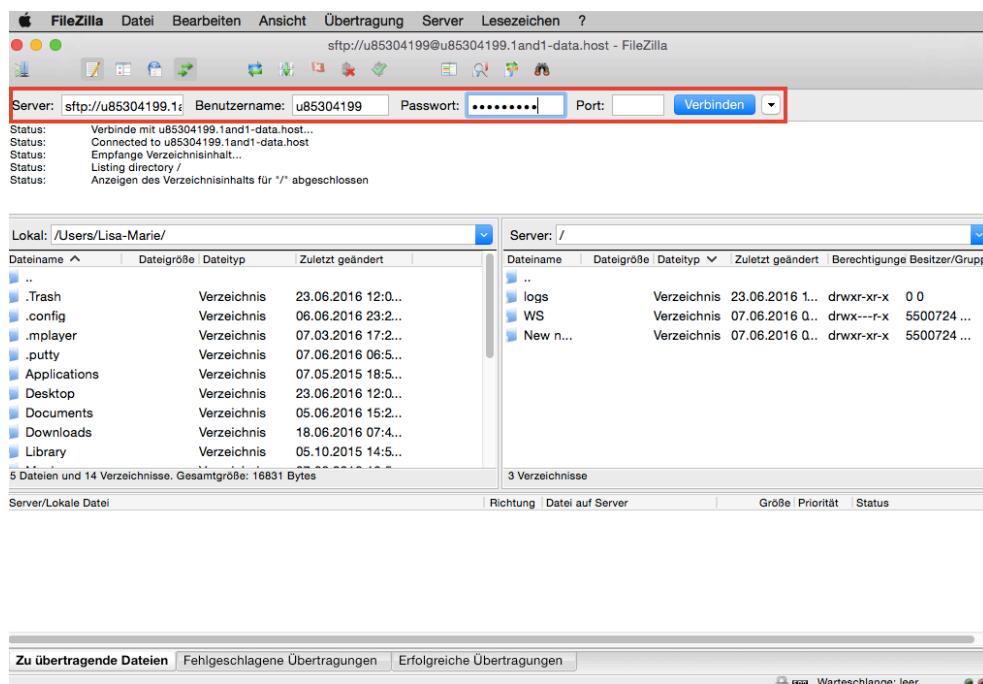 FileZilla Datei Bearbeiten Ansicht Übertragung Server Lesezeichen ?
sftp://u85304199@u85304199.1and1-data.host - FileZilla
Server: sftp://u85304199.1a Benutzername: u85304199 Passwort: ••••••••• Port: Verbinden
Status: Verbinde mit u85304199.1and1-data.host...
Status: Connected to u85304199.1and1-data.host
Status: Empfange Verzeichnisinhalt...
Status: Listing directory /
Status: Anzeigen des Verzeichnisinhalts für "/" abgeschlossen
Lokal: /Users/Lisa-Marie/
Dateiname Dateigröße Dateityp Zuletzt geändert
..
.Trash Verzeichnis 23.06.2016 12:0...
.config Verzeichnis 06.06.2016 23:2...
.mplayer Verzeichnis 07.03.2016 17:2...
.putty Verzeichnis 07.06.2016 06:5...
Applications Verzeichnis 07.05.2015 18:5...
Desktop Verzeichnis 23.06.2016 12:0...
Documents Verzeichnis 05.06.2016 15:2...
Downloads Verzeichnis 18.06.2016 07:4...
Library Verzeichnis 05.10.2015 14:5...
5 Dateien und 14 Verzeichnisse. Gesamtgröße: 16831 Bytes
Server: /
Dateiname Dateigröße Dateityp Zuletzt geändert Berechtigunge Besitzer/Grupp
..
logs Verzeichnis 23.06.2016 1... drwxr-xr-x 0 0
WS Verzeichnis 07.06.2016 0... drwx---r-x 5500724 ...
New n... Verzeichnis 07.06.2016 0... drwxr-xr-x 5500724 ...
3 Verzeichnisse
Server/Lokale Datei Richtung Datei auf Server Größe Priorität Status
Zu übertragende Dateien Fehlgeschlagene Übertragungen Erfolgreiche Übertragungen
Warteschlange: leer